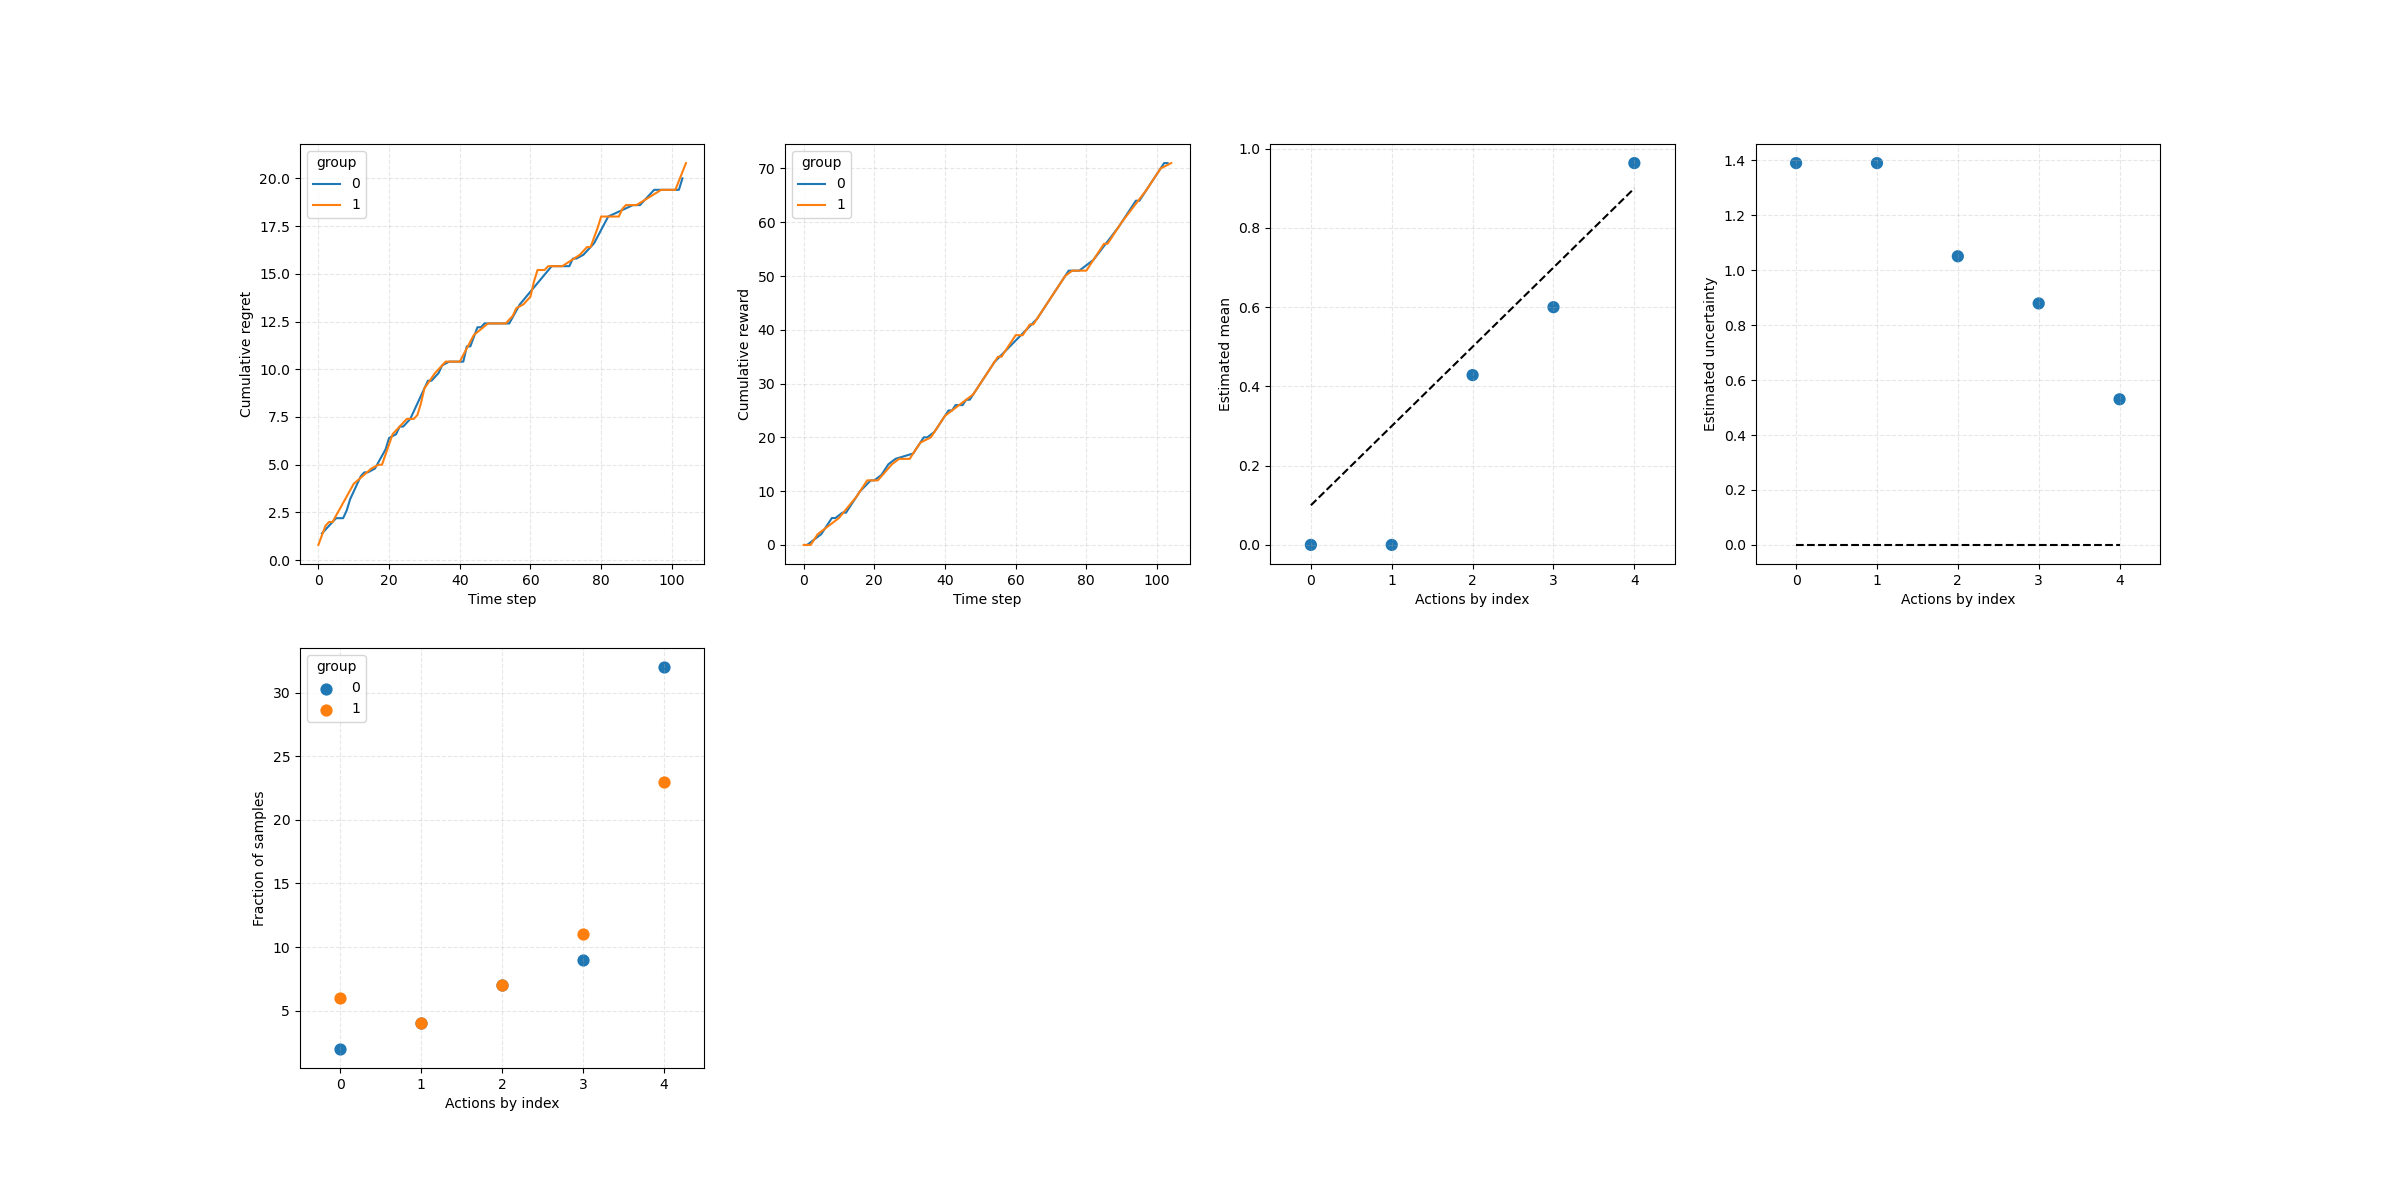 group
0
1
20.0
17.5
15.0
12.5
10.0
7.5
5.0
2.5
0.0
Cumulative regret
0 20 40 60 80 100
Time step
group
0
1
70
60
50
40
30
20
10
0
Cumulative reward
0 20 40 60 80 100
Time step
1.0
0.8
0.6
0.4
0.2
0.0
Estimated mean
0 1 2 3 4
Actions by index
1.4
1.2
1.0
0.8
0.6
0.4
0.2
0.0
Estimated uncertainty
0 1 2 3 4
Actions by index
group
0
1
30
25
20
15
10
5
Fraction of samples
0 1 2 3 4
Actions by index